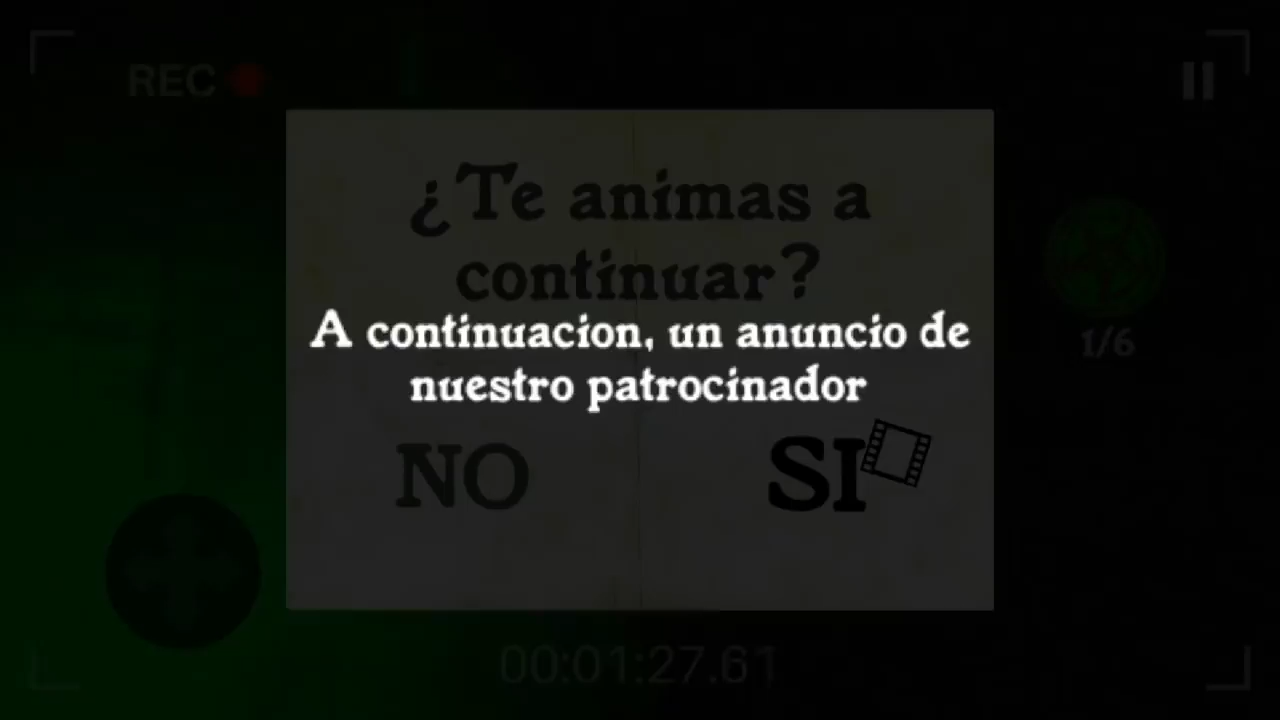 REC
¿Te animas a
continuar?
A continuacion, un anuncio de
nuestro patrocinador
1/6
NO
SI
00:01:27.61